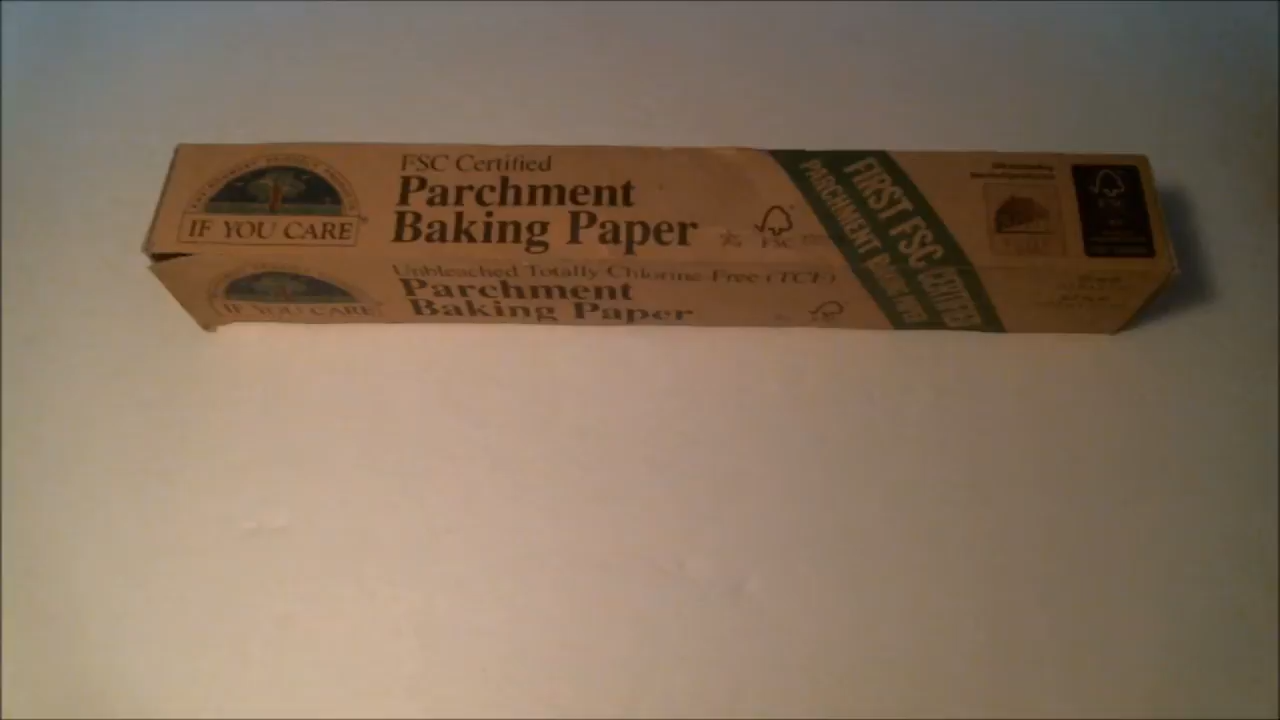 IF YOU CARE
FSC Certified
Parchment
Baking Paper
FSC
FIRST FSC CERTIFIED
PARCHMENT BAKING PAPER
IF YOU CARE
Unbleached Totally Chlorine-Free (TCF)
Parchment
Baking Paper